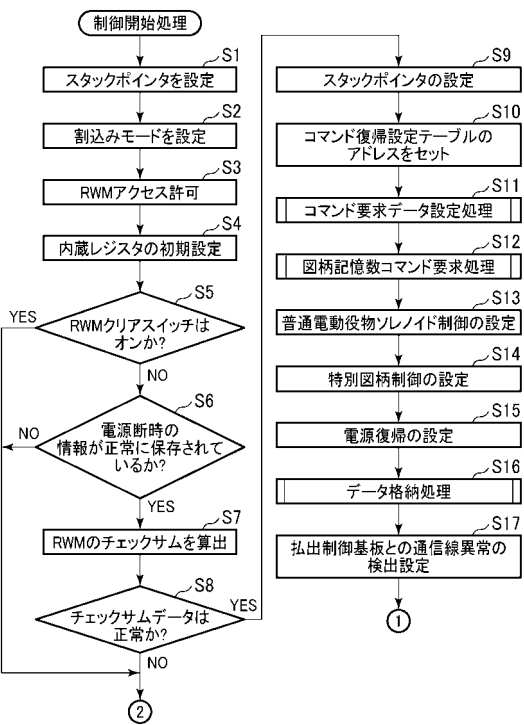 制御開始処理
S1
スタックポインタを設定
S2
割込みモードを設定
S3
RWMアクセス許可
S4
内蔵レジスタの初期設定
S5
YES
RWMクリアスイッチは
オンか?
NO
S6
NO
電源断時の
情報が正常に保存されて
いるか?
YES
S7
RWMのチェックサムを算出
S8
YES
チェックサムデータは
正常か?
NO
2
S9
スタックポインタの設定
S10
コマンド復帰設定テーブルの
アドレスをセット
S11
コマンド要求データ設定処理
S12
図柄記憶数コマンド要求処理
S13
普通電動役物ソレノイド制御の設定
S14
特別図柄制御の設定
S15
電源復帰の設定
S16
データ格納処理
S17
払出制御基板との通信線異常の
検出設定
1